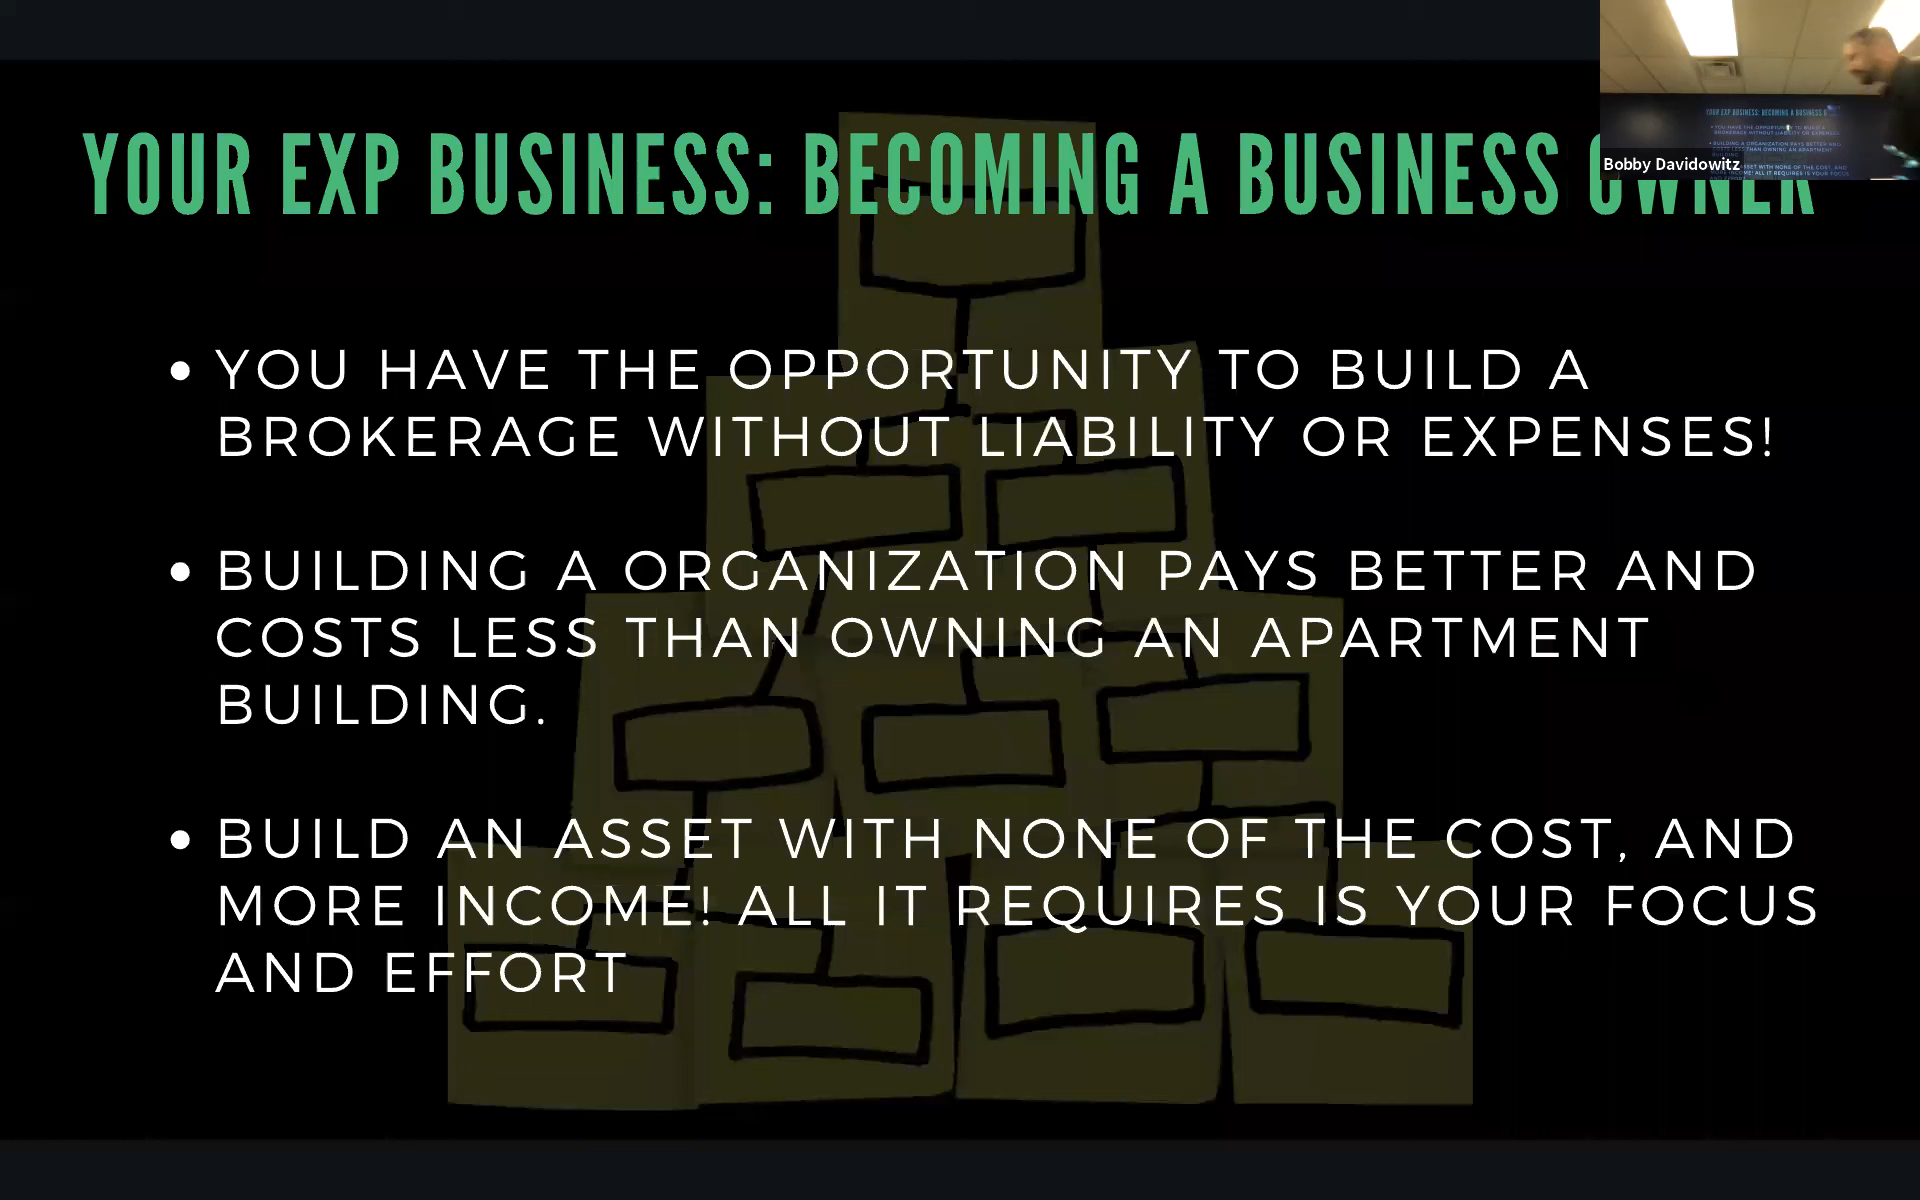 YOUR EXP BUSINESS: BECOMING A BUSINESS OWNER
Bobby Davidowitz
• YOU HAVE THE OPPORTUNITY TO BUILD A
BROKERAGE WITHOUT LIABILITY OR EXPENSES!
• BUILDING A ORGANIZATION PAYS BETTER AND
COSTS LESS THAN OWNING AN APARTMENT
BUILDING.
• BUILD AN ASSET WITH NONE OF THE COST, AND
MORE INCOME! ALL IT REQUIRES IS YOUR FOCUS
AND EFFORT